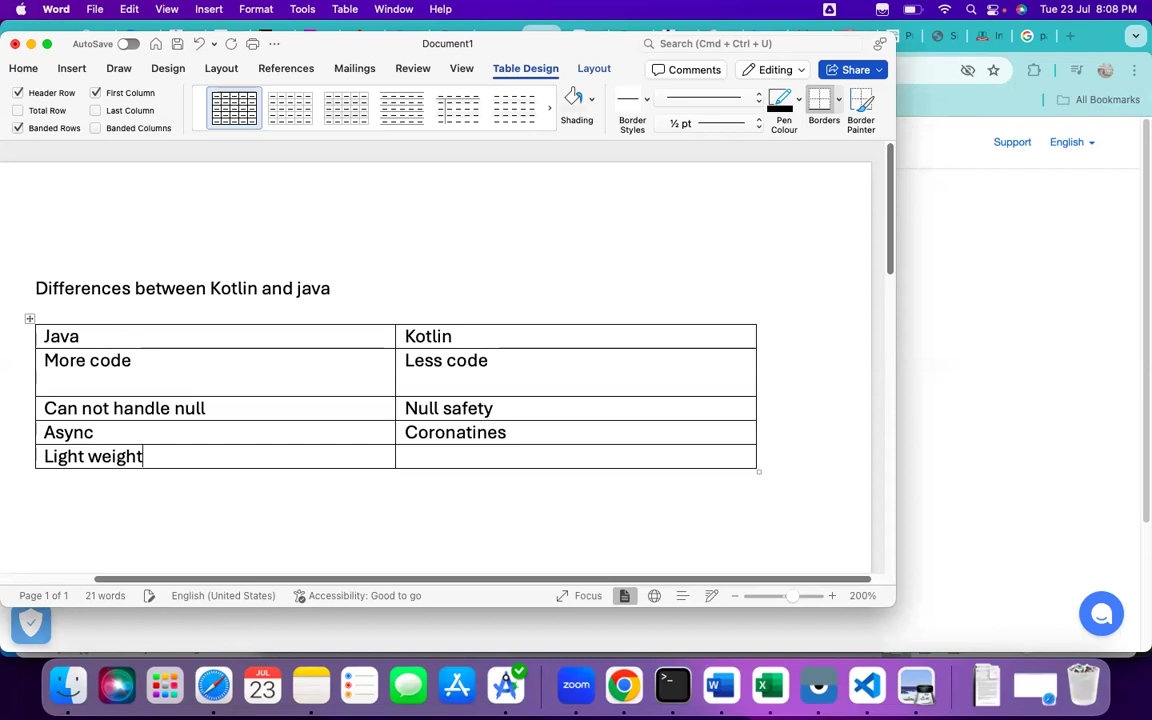 Word File Edit View Insert Format Tools Table Window Help Tue 23 Jul 8:08 PM
AutoSave Document1 Search (Cmd + Ctrl + U)
Home Insert Draw Design Layout References Mailings Review View Table Design Layout Comments Editing Share
Header Row First Column
Total Row Last Column
Banded Rows Banded Columns
Shading
Border Styles
½ pt
Pen Colour
Borders
Border Painter
All Bookmarks
Support English
Differences between Kotlin and java
Java Kotlin
More code Less code
Can not handle null Null safety
Async Coronatines
Light weight
Page 1 of 1 21 words English (United States) Accessibility: Good to go Focus 200%
JUL
23
zoom